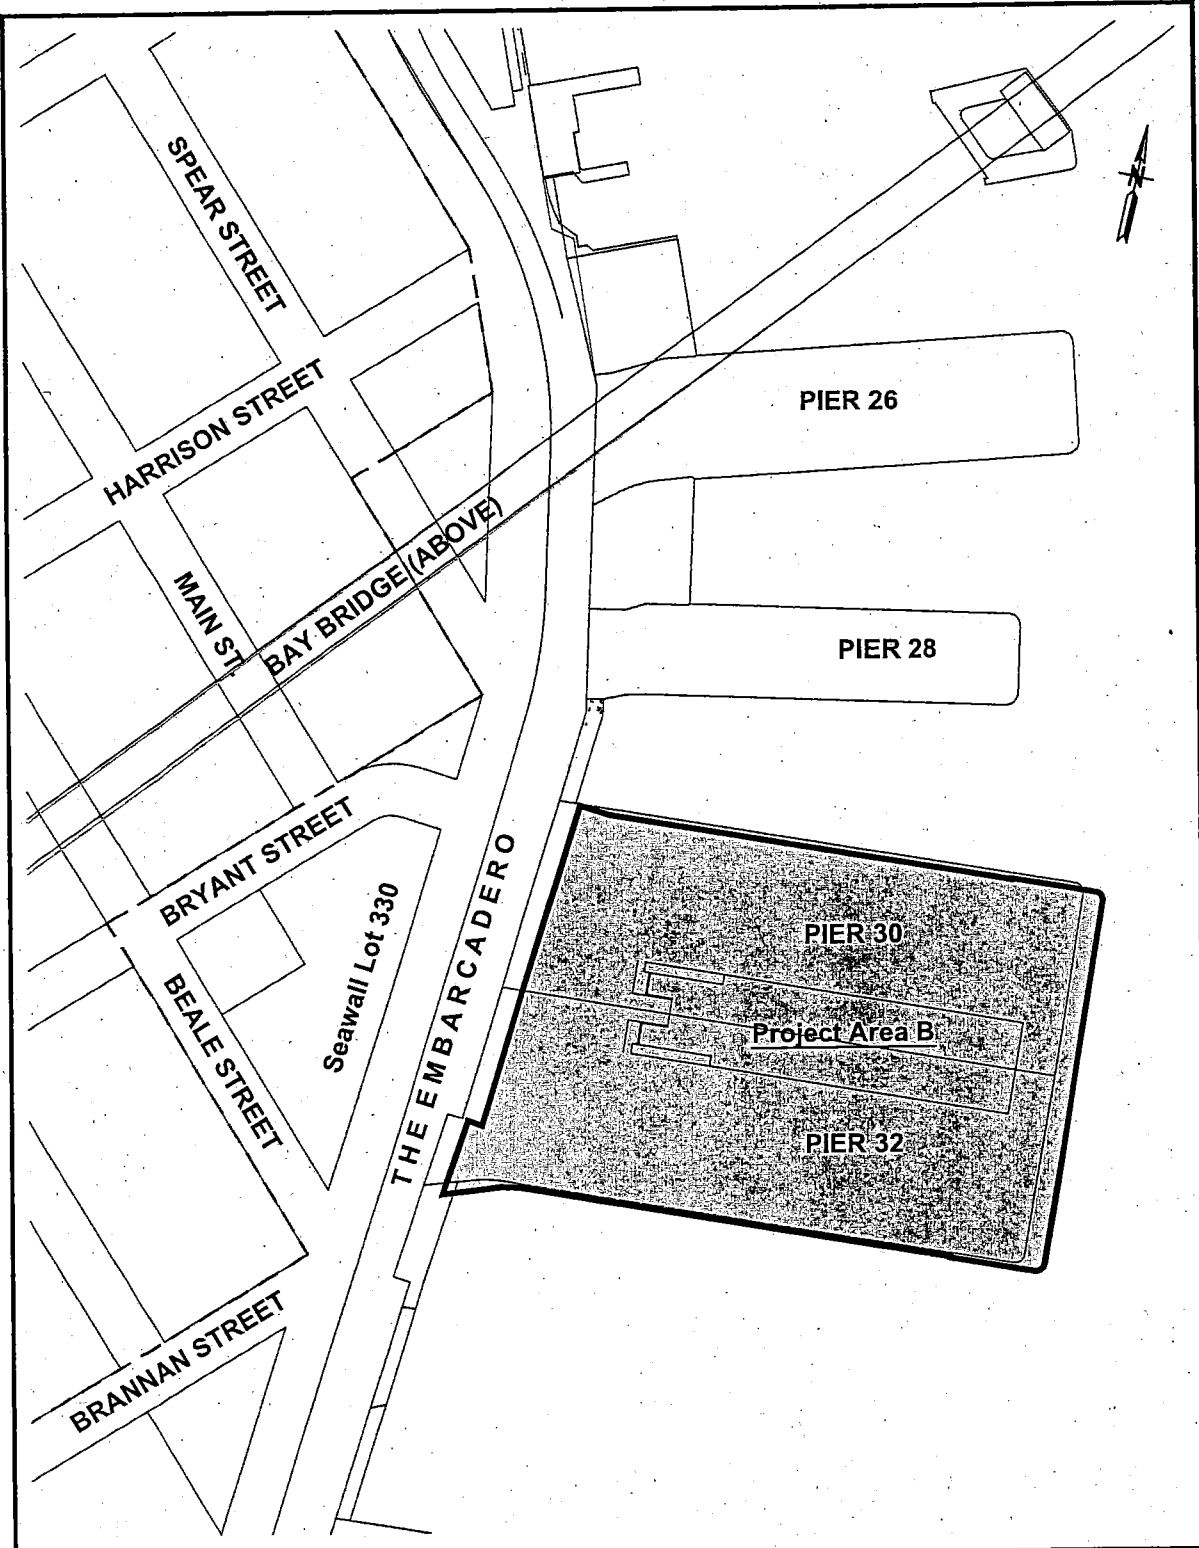 SPEAR STREET
N
HARRISON STREET
PIER 26
BAY BRIDGE (ABOVE)
MAIN ST.
PIER 28
BRYANT STREET
THE EMBARCADERO
Seawall Lot 330
PIER 30
BEALE STREET
Project Area B
PIER 32
BRANNAN STREET